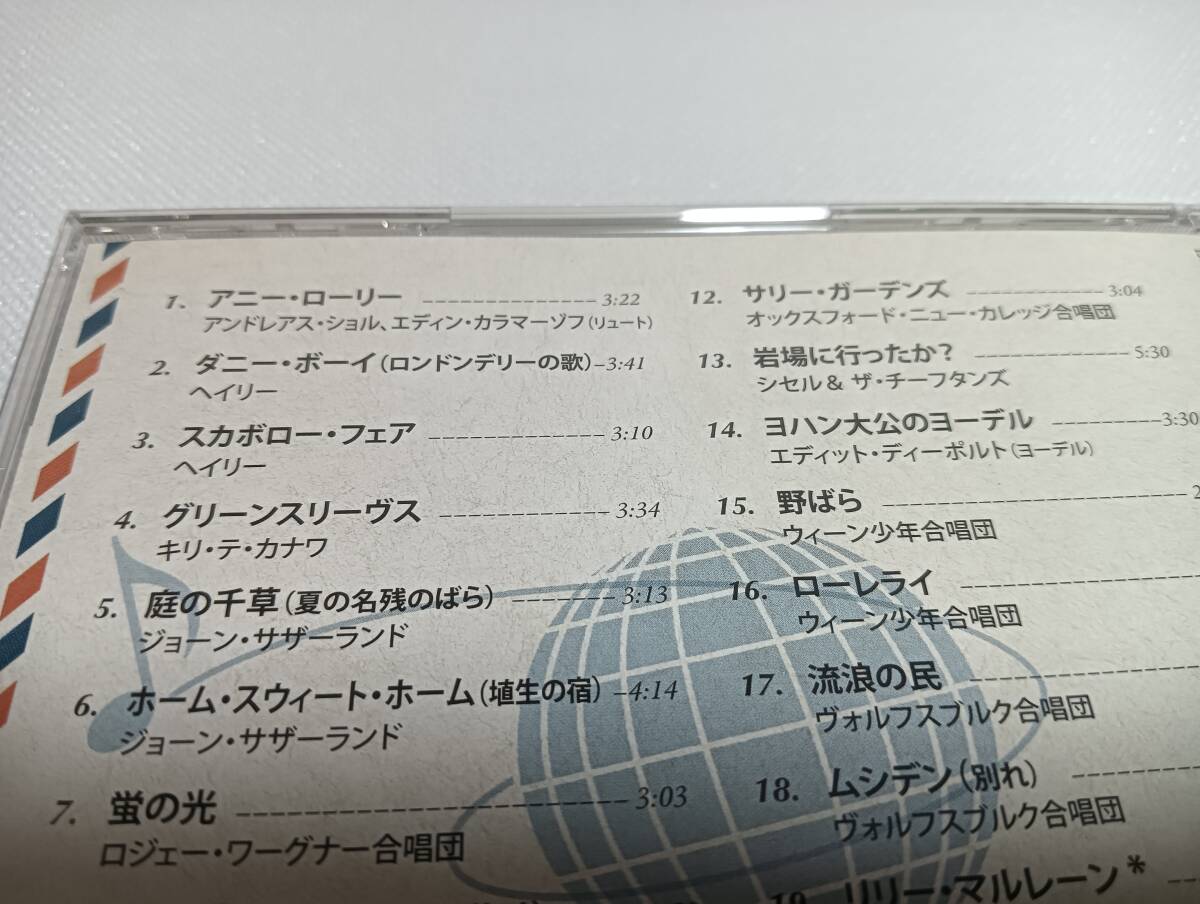 1. アニー・ローリー 3:22
アンドレアス・ショル、エディン・カラマーゾフ(リュート)
2. ダニー・ボーイ(ロンドンデリーの歌) 3:41
ヘイリー
3. スカボロー・フェア 3:10
ヘイリー
4. グリーンスリーヴス 3:34
キリ・テ・カナワ
5. 庭の千草(夏の名残のばら) 3:13
ジョーン・サザーランド
6. ホーム・スウィート・ホーム(埴生の宿) 4:14
ジョーン・サザーランド
7. 蛍の光 3:03
ロジェー・ワーグナー合唱団
12. サリー・ガーデンズ 3:04
オックスフォード・ニュー・カレッジ合唱団
13. 岩場に行ったか? 5:30
シセル & ザ・チーフタンズ
14. ヨハン大公のヨーデル 3:30
エディット・ディーポルト(ヨーデル)
15. 野ばら
ウィーン少年合唱団
16. ローレライ
ウィーン少年合唱団
17. 流浪の民
ヴォルフスブルク合唱団
18. ムシデン(別れ)
ヴォルフスブルク合唱団
19. リリー・マルレーン*